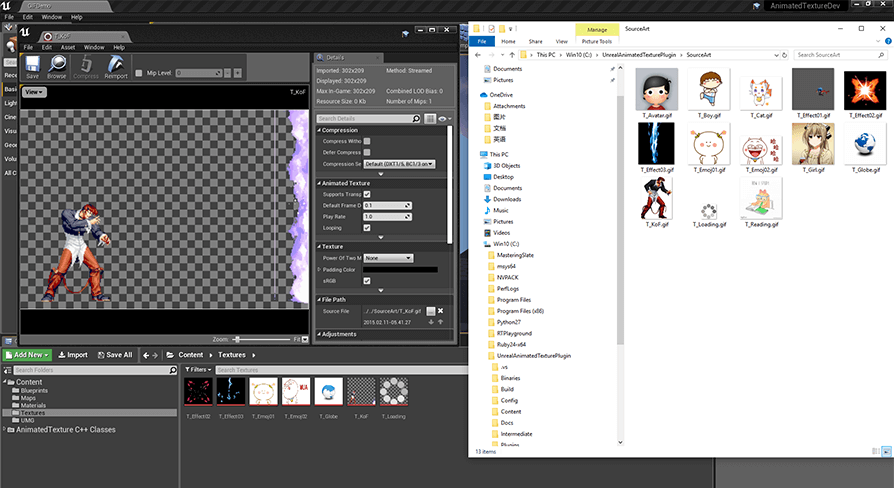 GIFDemo
AnimatedTextureDev
File Edit Window Help
T_KoF
File Edit Asset Window Help
Save Browse Compress Reimport
Mip Level: 0
View
T_KoF
Details
Imported: 302x209 Method: Streamed
Displayed: 302x209
Max In-Game: 302x209 Combined LOD Bias: 0
Resource Size: 0 Kb Number of Mips: 1
Search Details
Compression
Compress Witho
Defer Compress
Compression Se Default (DXT1/5, BC1/3 on
Animated Texture
Supports Transp
Default Frame D 0.1
Play Rate 1.0
Looping
Texture
Power Of Two M None
Padding Color
sRGB
File Path
Source File ../../SourceArt/T_KoF.gif
2015.02.11-05.41.27
Adjustments
Zoom Fit
Add New Import Save All Content Textures
Search Folders
Content
Blueprints
Maps
Materials
Textures
UMG
AnimatedTexture C++ Classes
Filters Search Textures
T_Effect02 T_Effect03 T_Emoj01 T_Emoj02 T_Globe T_KoF T_Loading
Manage SourceArt
File Home Share View Picture Tools
This PC Win10 (C:) UnrealAnimatedTexturePlugin SourceArt
Search SourceArt
Documents
Pictures
OneDrive
Attachments
图片
文档
英语
This PC
3D Objects
Desktop
Documents
Downloads
Music
Pictures
Videos
Win10 (C:)
MasteringSlate
msys64
NVPACK
PerfLogs
Program Files
Program Files (x86)
Python27
RTPlayground
Ruby24-x64
UnrealAnimatedTexturePlugin
.vs
Binaries
Build
Config
Content
Docs
Intermediate
Plugins
T_Avatar.gif T_Boy.gif T_Cat.gif T_Effect01.gif T_Effect02.gif
T_Effect03.gif T_Emoj01.gif T_Emoj02.gif T_Girl.gif T_Globe.gif
T_KoF.gif T_Loading.gif T_Reading.gif
13 items